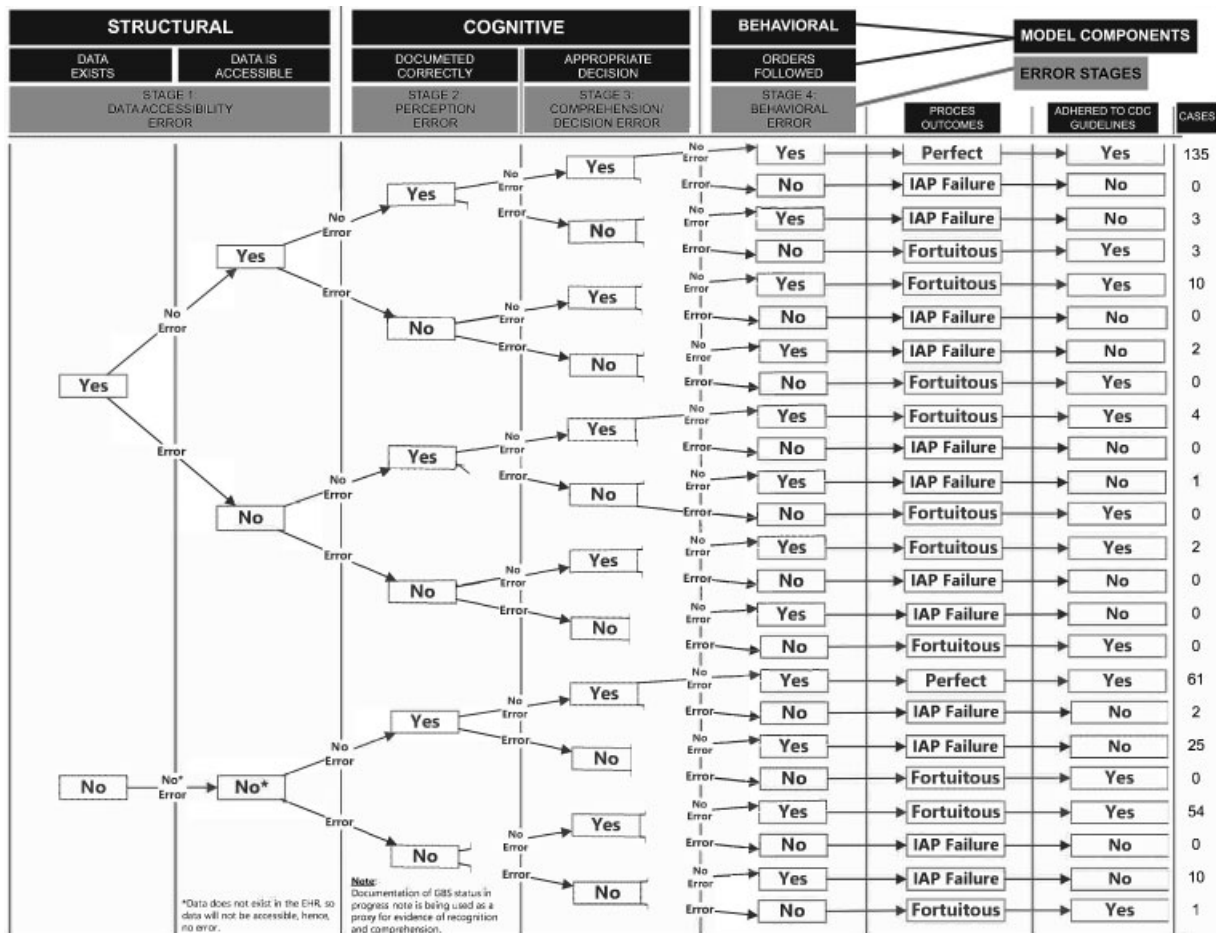 STRUCTURAL
COGNITIVE
BEHAVIORAL
MODEL COMPONENTS
DATA
EXISTS
DATA IS
ACCESSIBLE
DOCUMETED
CORRECTLY
APPROPRIATE
DECISION
ORDERS
FOLLOWED
ERROR STAGES
STAGE 1:
DATA ACCESSIBILITY
ERROR
STAGE 2
PERCEPTION
ERROR
STAGE 3:
COMPREHENSION/
DECISION ERROR
STAGE 4:
BEHAVIORAL
ERROR
PROCES
OUTCOMES
ADHERED TO CDC
GUIDELINES
CASES
Yes
No
Error
Yes
No
Error
Yes
No
Error
Yes
No
Error
Yes Perfect Yes 135
Error No IAP Failure No 0
Error
No
No
Error
Yes IAP Failure No 3
Error No Fortuitous Yes 3
Error
No
No
Error
Yes
No
Error
Yes Fortuitous Yes 10
Error No IAP Failure No 0
Error
No
No
Error
Yes IAP Failure No 2
Error No Fortuitous Yes 0
Error
No
No
Error
Yes
No
Error
Yes
No
Error
Yes Fortuitous Yes 4
Error No IAP Failure No 0
Error
No
No
Error
Yes IAP Failure No 1
Error No Fortuitous Yes 0
Error
No
No
Error
Yes
No
Error
Yes Fortuitous Yes 2
Error No IAP Failure No 0
Error
No
No
Error
Yes IAP Failure No 0
Error No Fortuitous Yes 0
No
No*
Error
No*
No
Error
Yes
No
Error
Yes
No
Error
Yes Perfect Yes 61
Error No IAP Failure No 2
Error
No
No
Error
Yes IAP Failure No 25
Error No Fortuitous Yes 0
Error
No
No
Error
Yes
No
Error
Yes Fortuitous Yes 54
Error No IAP Failure No 0
Error
No
No
Error
Yes IAP Failure No 10
Error No Fortuitous Yes 1
*Data does not exist in the EHR, so
data will not be accessible, hence,
no error.
Note:
Documentation of GBS status in
progress note is being used as a
proxy for evidence of recognition
and comprehension.